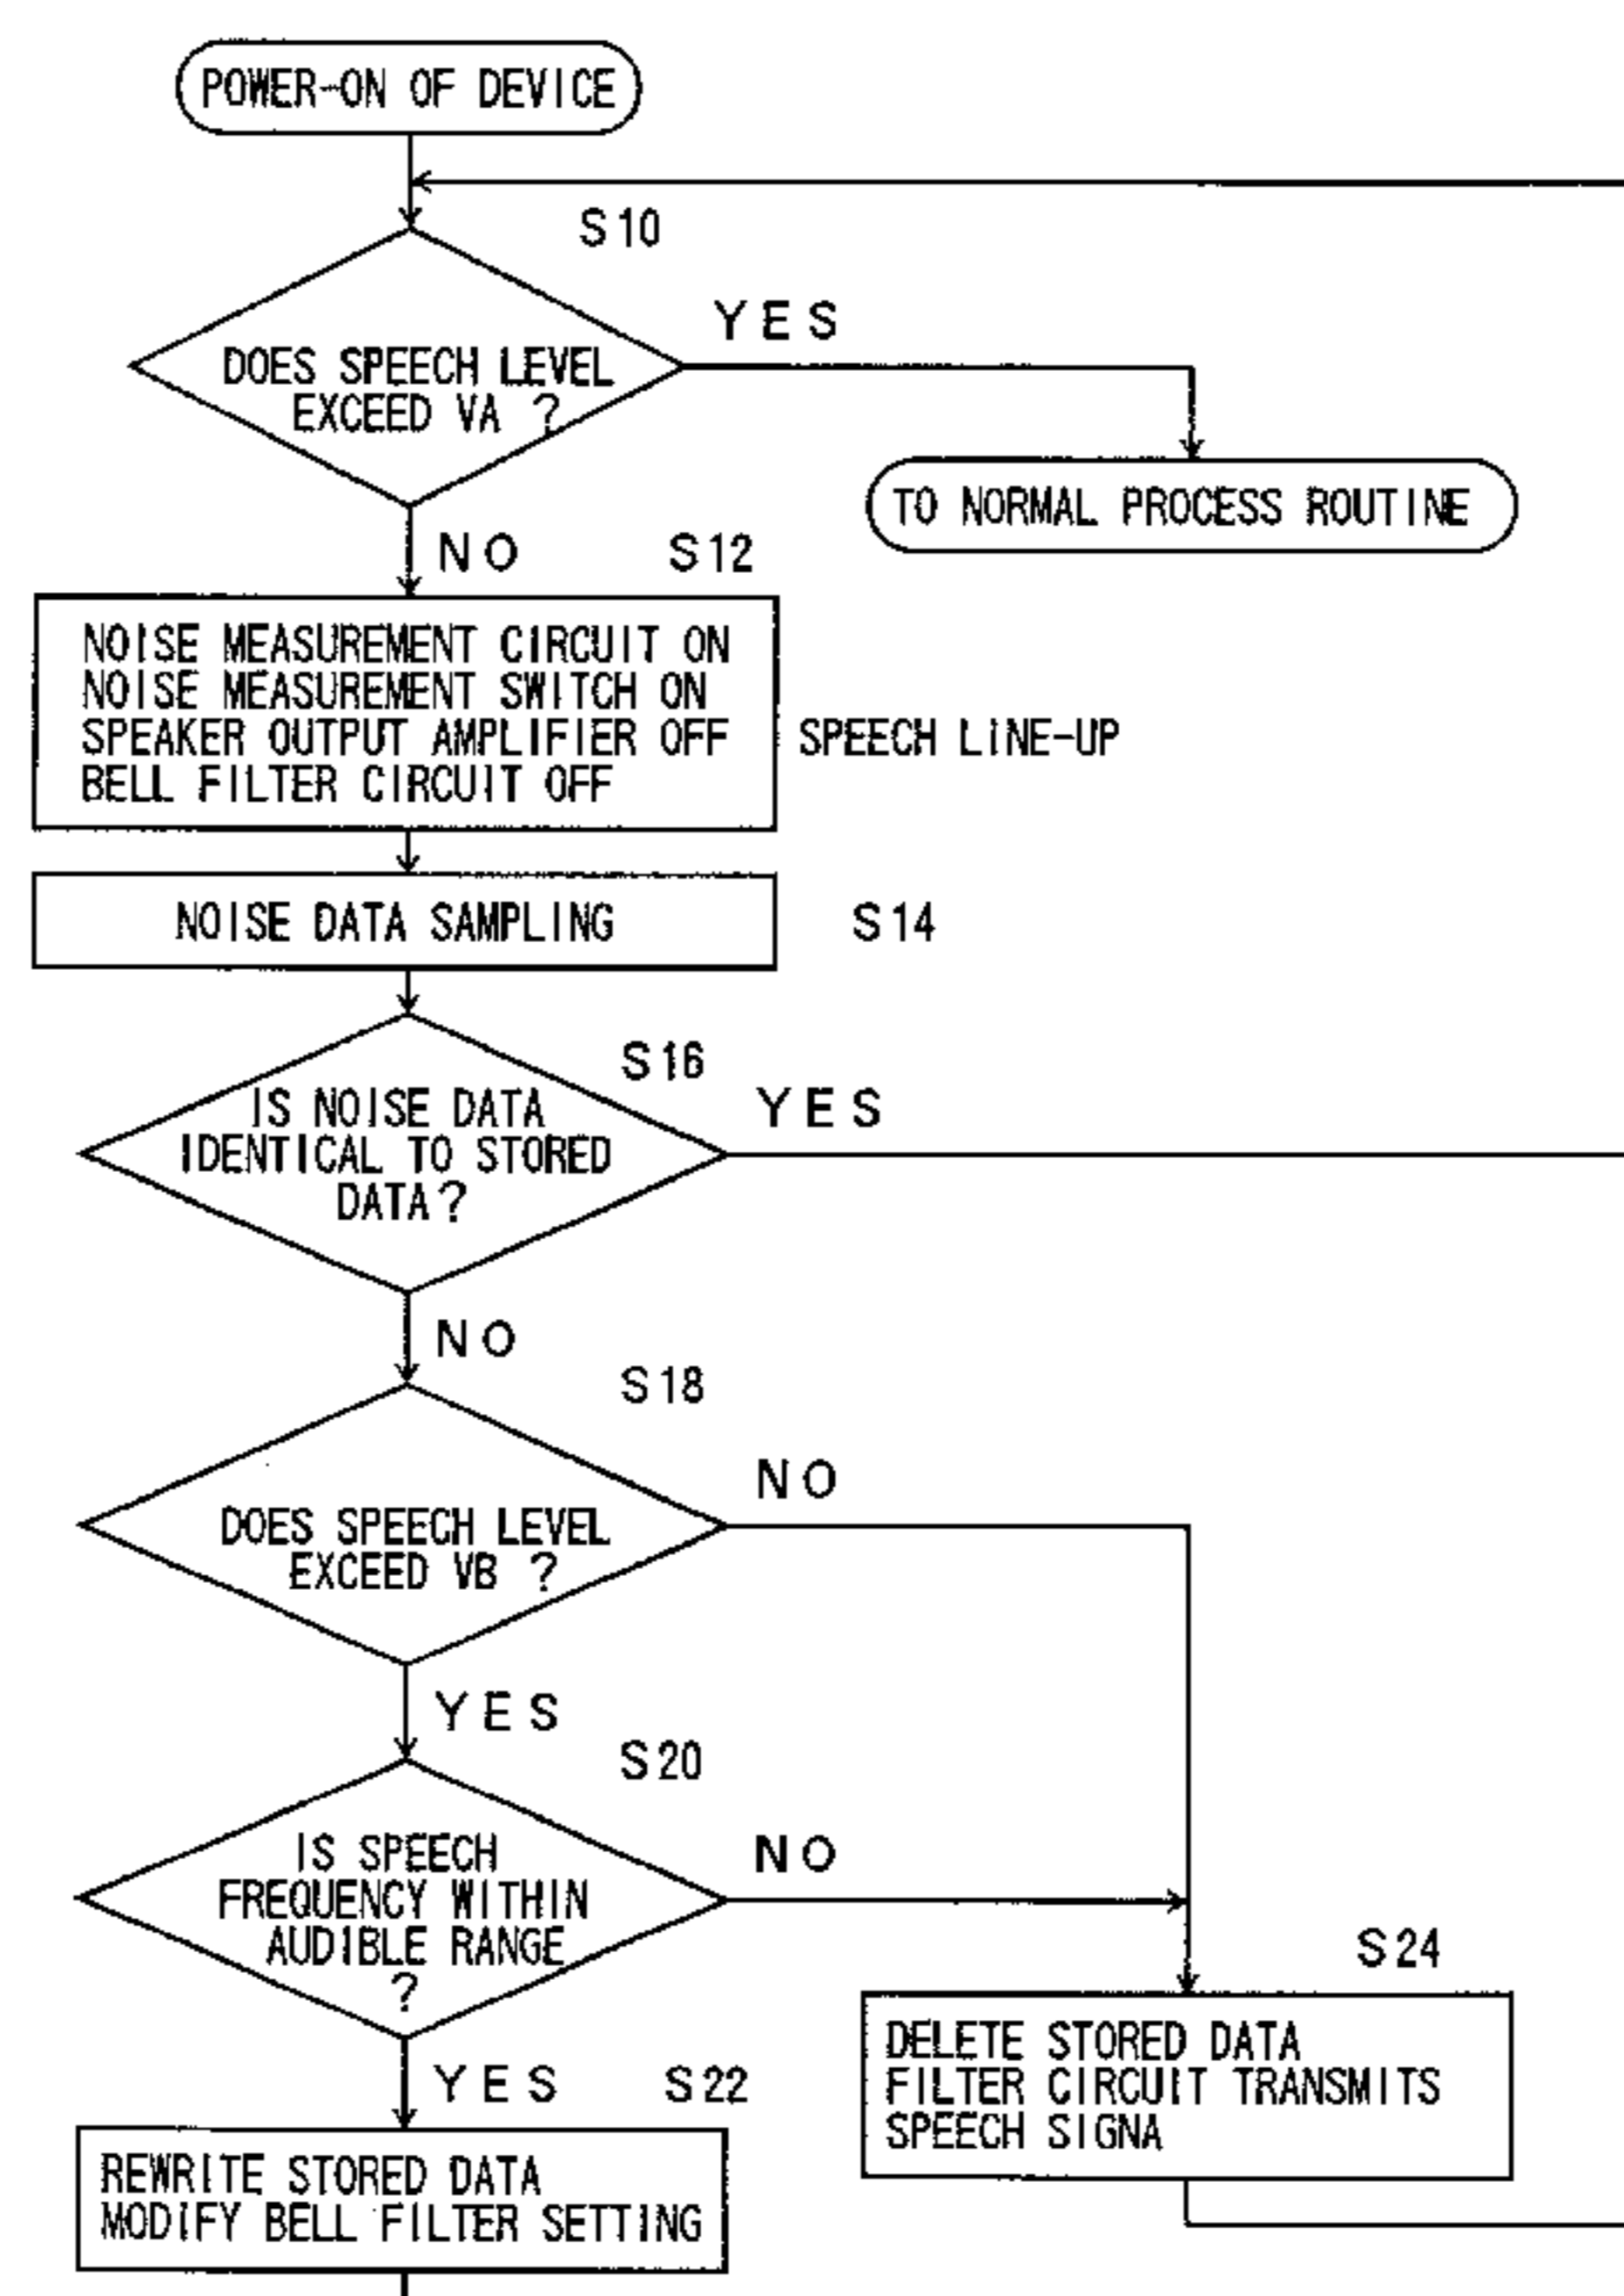 POWER-ON OF DEVICE
S10
YES
DOES SPEECH LEVEL
EXCEED VA ?
TO NORMAL PROCESS ROUTINE
NO
S12
NOISE MEASUREMENT CIRCUIT ON
NOISE MEASUREMENT SWITCH ON
SPEAKER OUTPUT AMPLIFIER OFF
BELL FILTER CIRCUIT OFF
SPEECH LINE-UP
NOISE DATA SAMPLING
S14
S16
YES
IS NOISE DATA
IDENTICAL TO STORED
DATA?
NO
S18
NO
DOES SPEECH LEVEL
EXCEED VB ?
YES
S20
NO
IS SPEECH
FREQUENCY WITHIN
AUDIBLE RANGE
?
S24
DELETE STORED DATA
FILTER CIRCUIT TRANSMITS
SPEECH SIGNA
YES
S22
REWRITE STORED DATA
MODIFY BELL FILTER SETTING